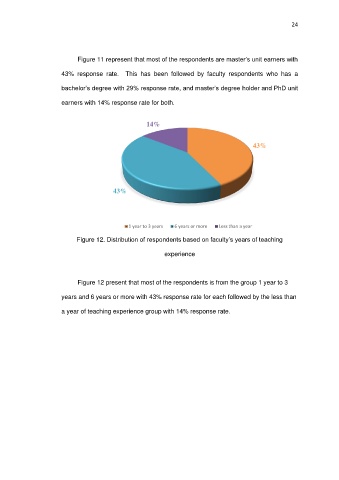 24
Figure 11 represent that most of the respondents are master's unit earners with
43% response rate. This has been followed by faculty respondents who has a
bachelor's degree with 29% response rate, and master's degree holder and PhD unit
earners with 14% response rate for both.
14%
43%
43%
1 year to 3 years 6 years or more Less than a year
Figure 12. Distribution of respondents based on faculty's years of teaching
experience
Figure 12 present that most of the respondents is from the group 1 year to 3
years and 6 years or more with 43% response rate for each followed by the less than
a year of teaching experience group with 14% response rate.